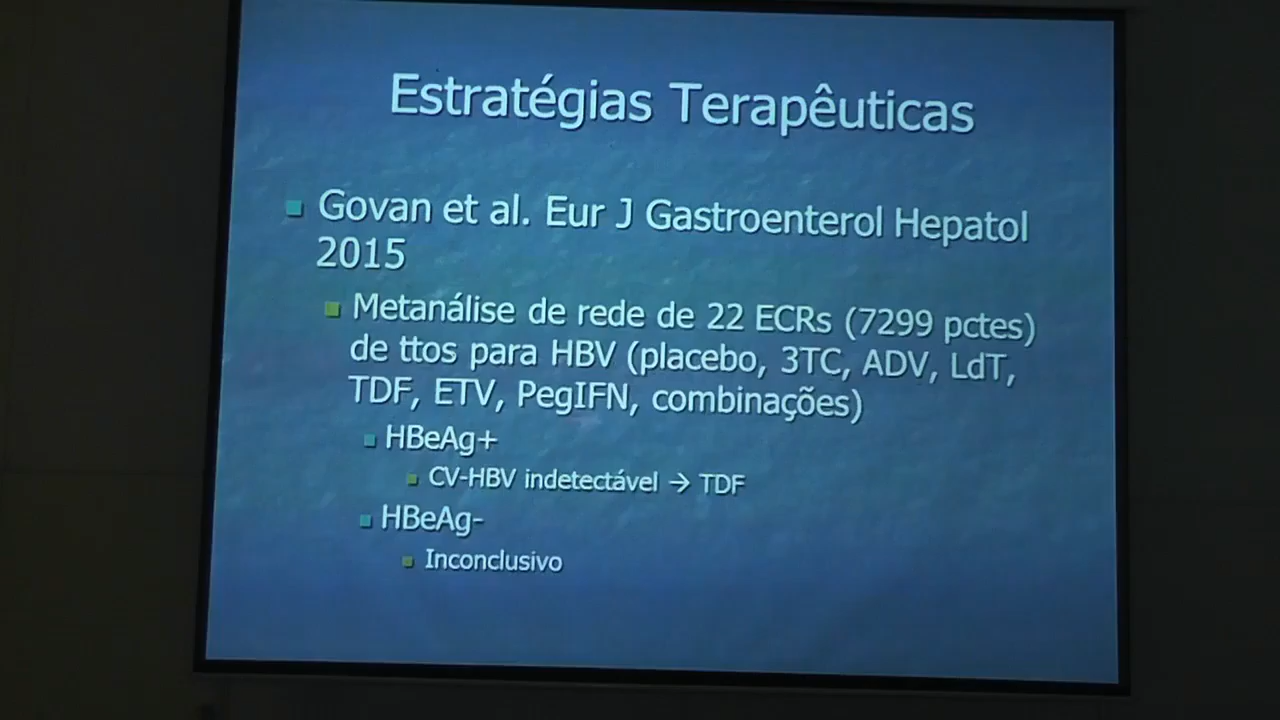 Estratégias Terapêuticas
Govan et al. Eur J Gastroenterol Hepatol
2015
Metanálise de rede de 22 ECRs (7299 pctes)
de ttos para HBV (placebo, 3TC, ADV, LdT,
TDF, ETV, PegIFN, combinações)
HBeAg+
CV-HBV indetectável → TDF
HBeAg-
Inconclusivo